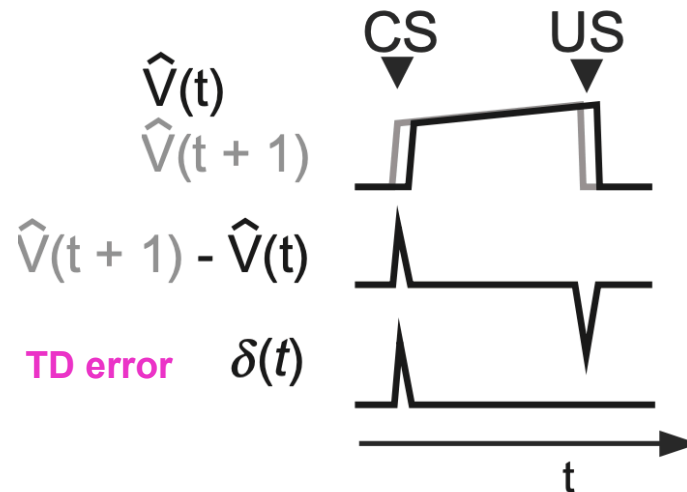 CS US
V̂(t)
V̂(t + 1)
V̂(t + 1) - V̂(t)
TD error δ(t)
t